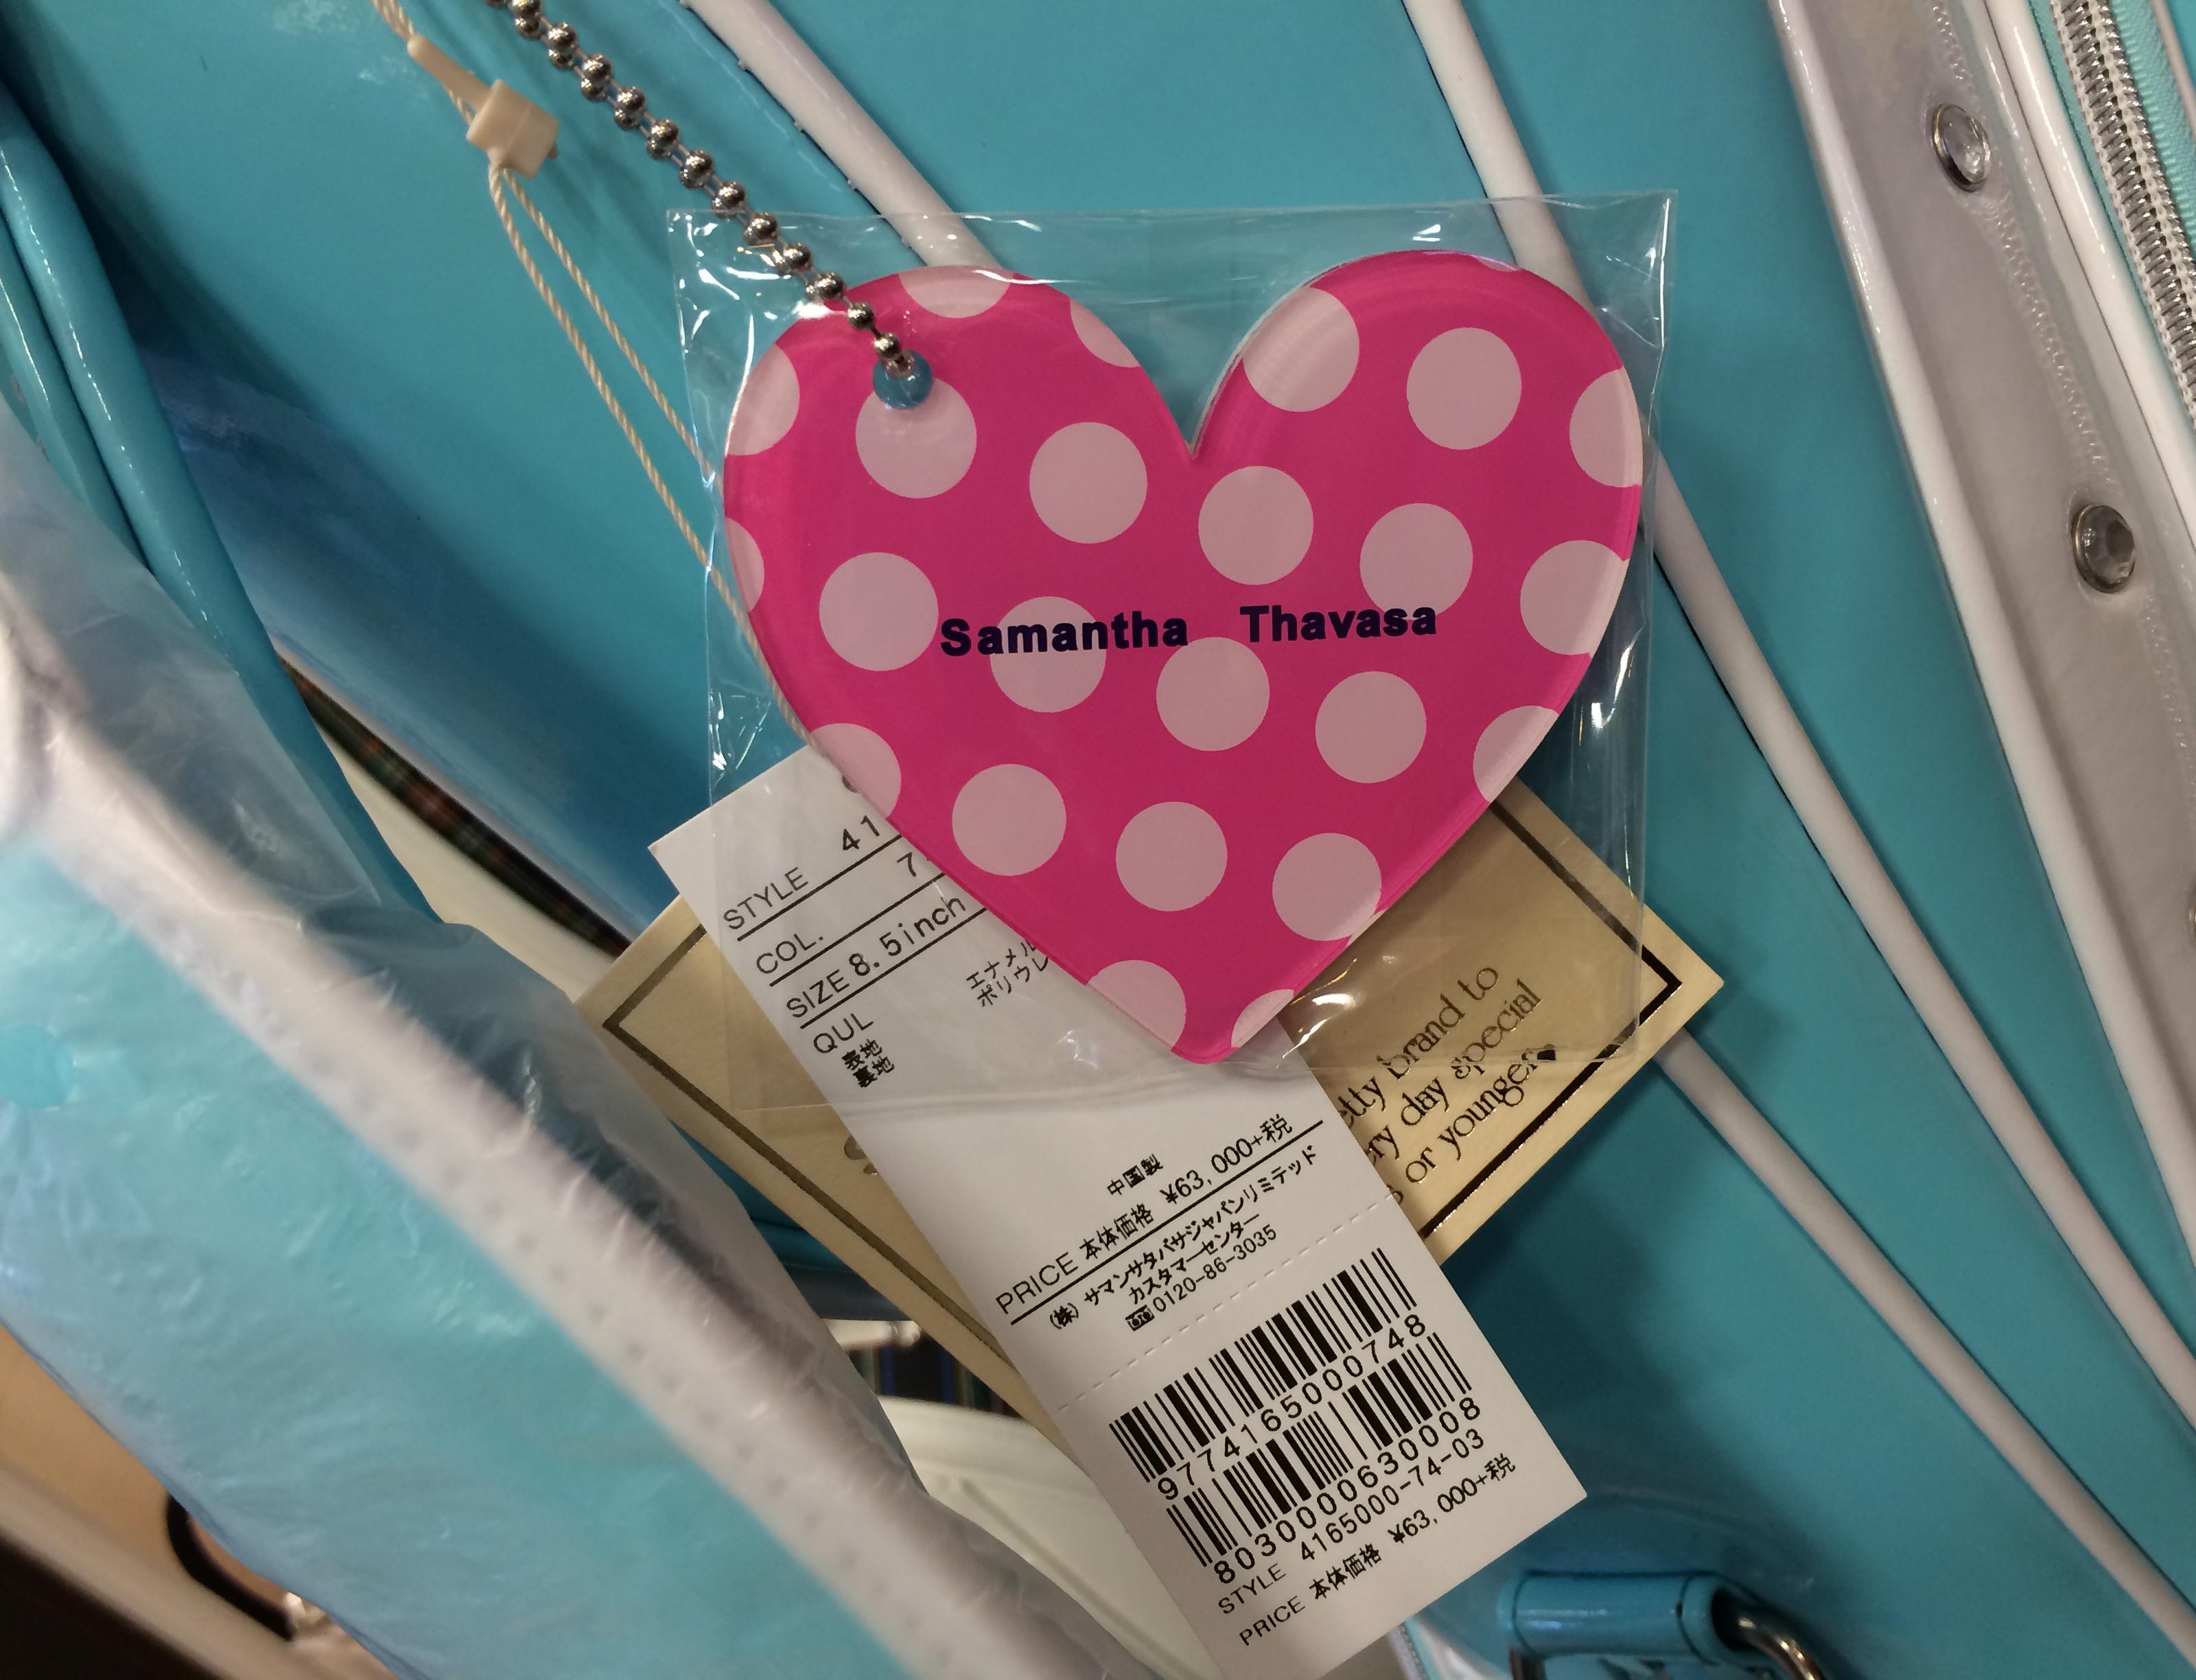 Samantha Thavasa
STYLE 41
COL. 7
SIZE 8.5inch
QUL エナメル
ポリウレ
表地
裏地
中国製
PRICE 本体価格 ¥63,000+税
(株) サマンサタバサジャパンリミテッド
カスタマーセンター
0120-86-3035
9774165000748
8030000630008
STYLE 4165000-74-03
PRICE 本体価格 ¥63,000+税
brand to
day special
or younger